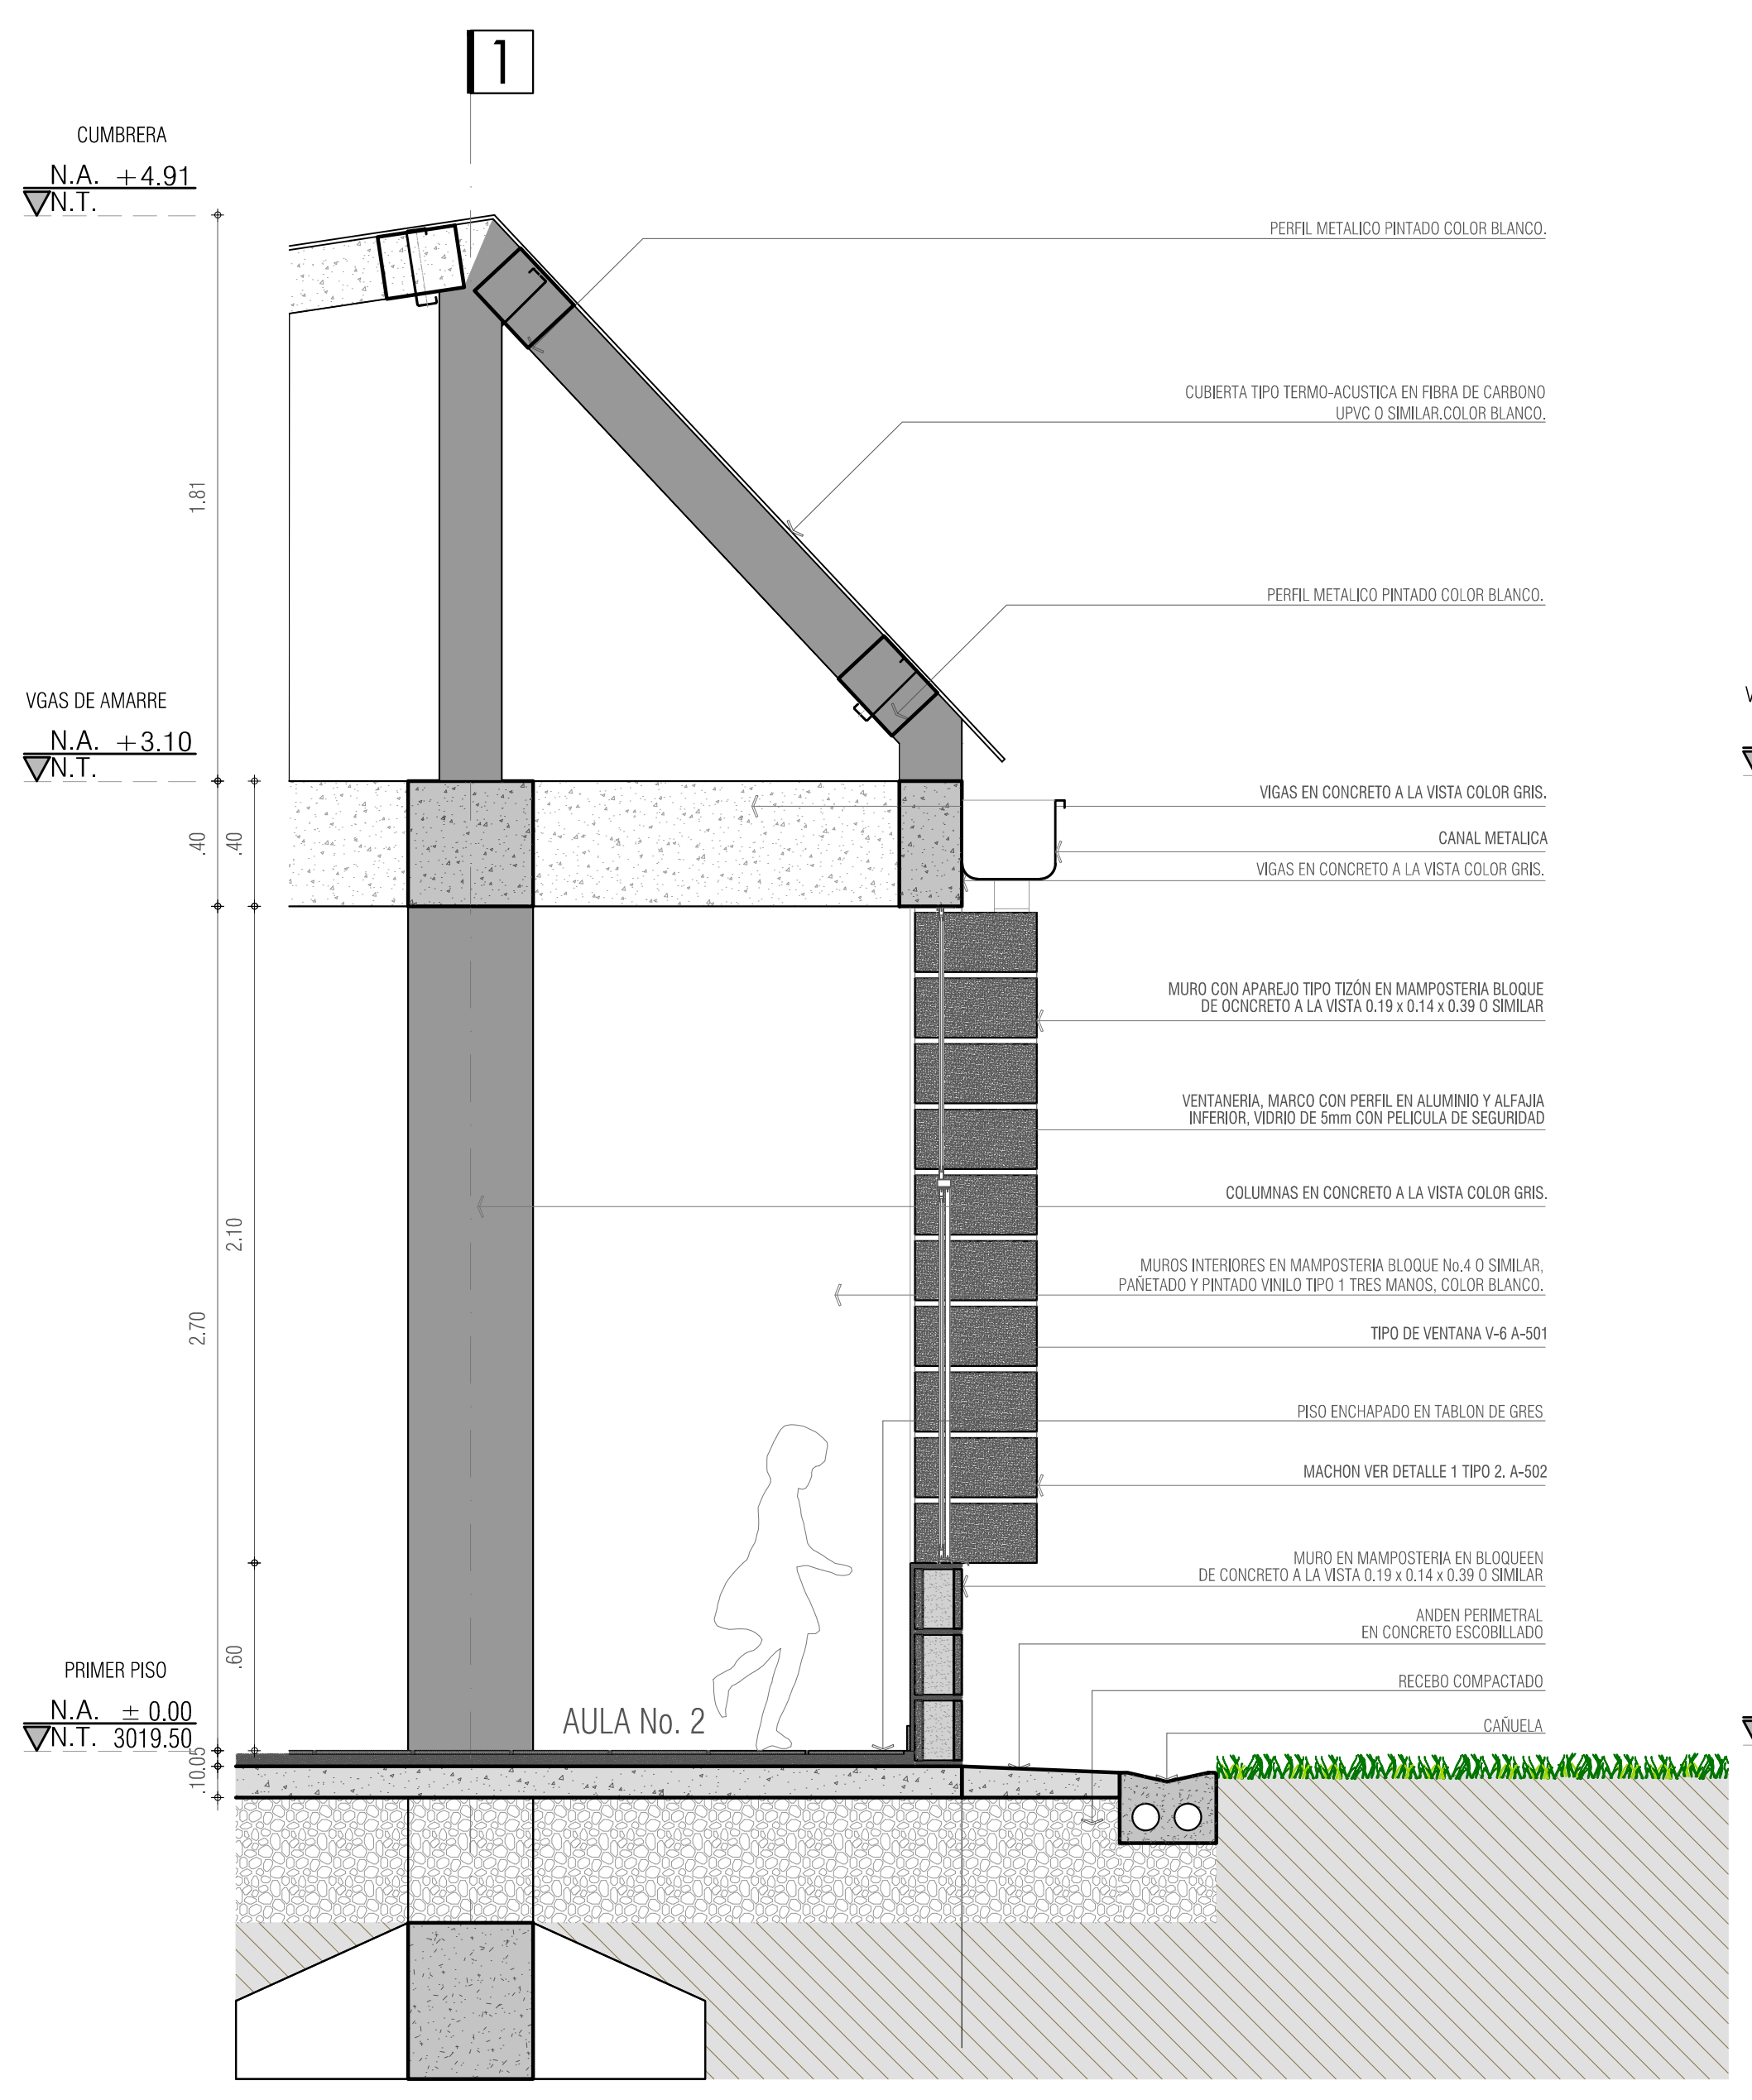 1
CUMBRERA
N.A. +4.91
N.T.
PERFIL METALICO PINTADO COLOR BLANCO.
CUBIERTA TIPO TERMO-ACUSTICA EN FIBRA DE CARBONO
UPVC O SIMILAR.COLOR BLANCO.
1.81
PERFIL METALICO PINTADO COLOR BLANCO.
VGAS DE AMARRE
N.A. +3.10
N.T.
VIGAS EN CONCRETO A LA VISTA COLOR GRIS.
.40
.40
CANAL METALICA
VIGAS EN CONCRETO A LA VISTA COLOR GRIS.
MURO CON APAREJO TIPO TIZÓN EN MAMPOSTERIA BLOQUE
DE OCNCRETO A LA VISTA 0.19 x 0.14 x 0.39 O SIMILAR
VENTANERIA, MARCO CON PERFIL EN ALUMINIO Y ALFAJIA
INFERIOR, VIDRIO DE 5mm CON PELICULA DE SEGURIDAD
COLUMNAS EN CONCRETO A LA VISTA COLOR GRIS.
2.10
MUROS INTERIORES EN MAMPOSTERIA BLOQUE No.4 O SIMILAR,
PAÑETADO Y PINTADO VINILO TIPO 1 TRES MANOS, COLOR BLANCO.
2.70
TIPO DE VENTANA V-6 A-501
PISO ENCHAPADO EN TABLON DE GRES
MACHON VER DETALLE 1 TIPO 2. A-502
MURO EN MAMPOSTERIA EN BLOQUEEN
DE CONCRETO A LA VISTA 0.19 x 0.14 x 0.39 O SIMILAR
ANDEN PERIMETRAL
EN CONCRETO ESCOBILLADO
.60
PRIMER PISO
N.A. ± 0.00
N.T. 3019.50
RECEBO COMPACTADO
AULA No. 2
CAÑUELA
.05
.10
V